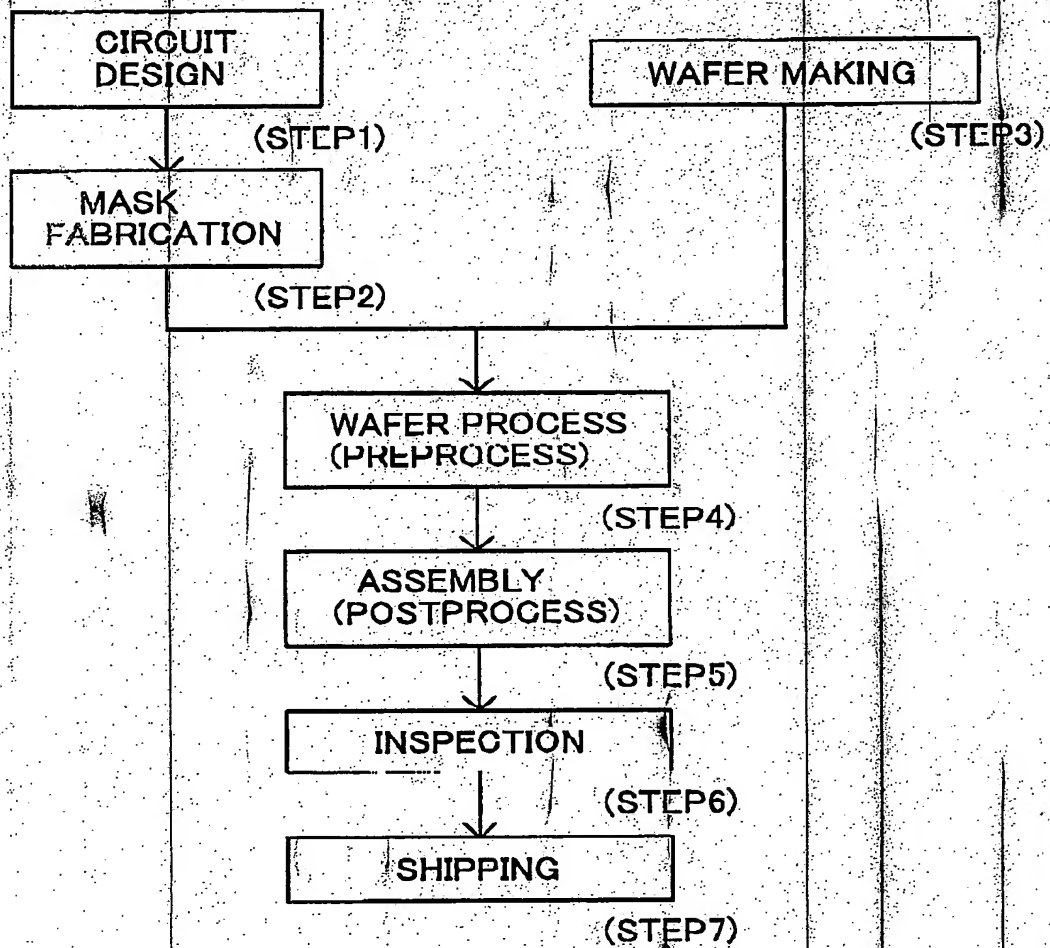 CIRCUIT
DESIGN
(STEP1)
MASK
FABRICATION
(STEP2)
WAFER MAKING
(STEP3)
WAFER PROCESS
(PREPROCESS)
(STEP4)
ASSEMBLY
(POSTPROCESS)
(STEP5)
INSPECTION
(STEP6)
SHIPPING
(STEP7)